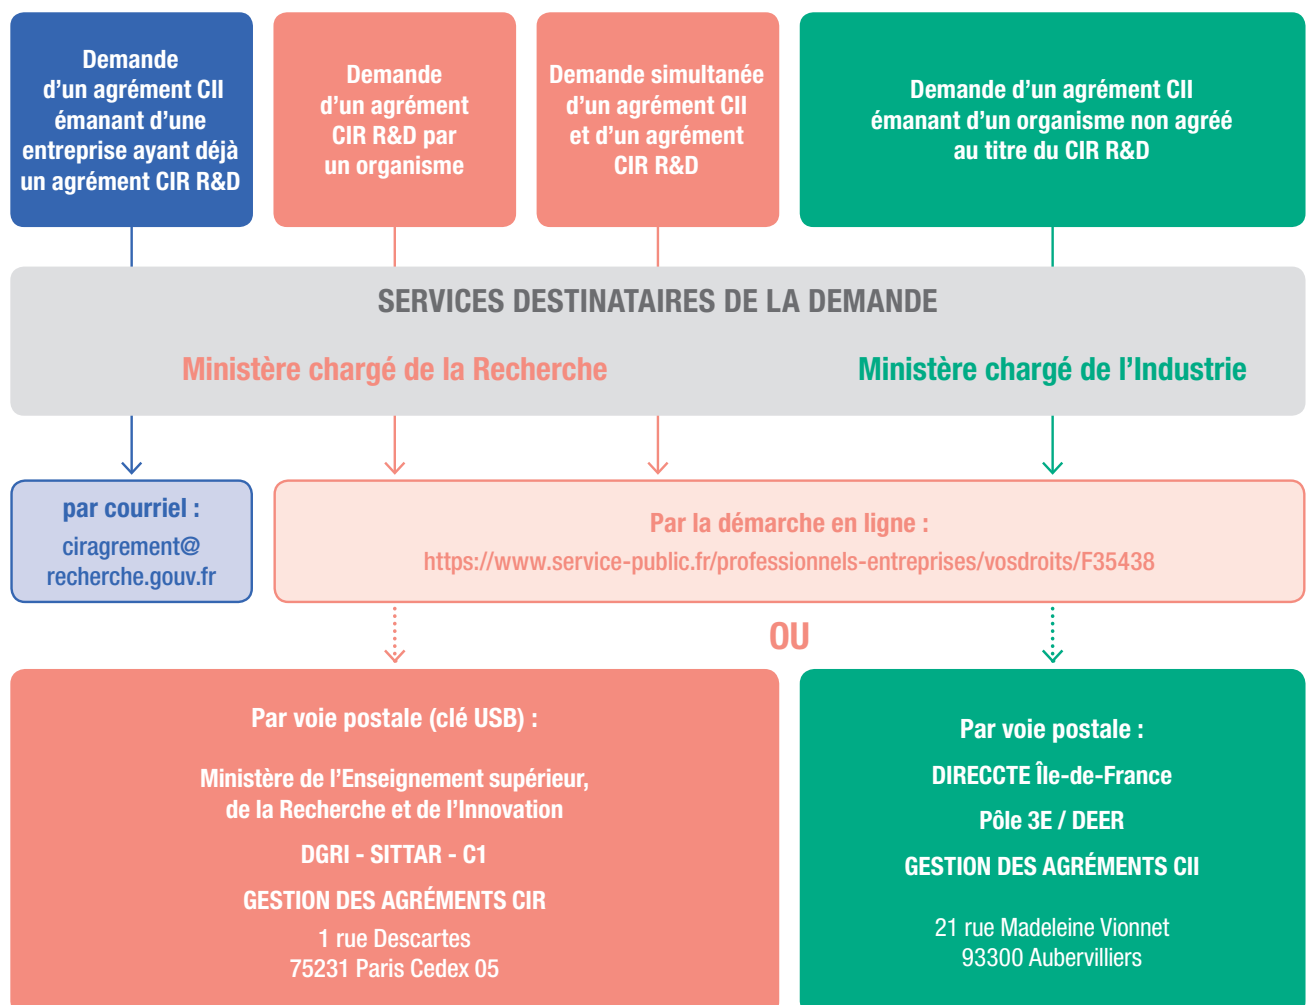 Demande
d'un agrément CII
émanant d'une
entreprise ayant déjà
un agrément CIR R&D
Demande
d'un agrément
CIR R&D par
un organisme
Demande simultanée
d'un agrément CII
et d'un agrément
CIR R&D
Demande d'un agrément CII
émanant d'un organisme non agréé
au titre du CIR R&D
SERVICES DESTINATAIRES DE LA DEMANDE
Ministère chargé de la Recherche
Ministère chargé de l'Industrie
par courriel :
ciragrement@
recherche.gouv.fr
Par la démarche en ligne :
https://www.service-public.fr/professionnels-entreprises/vosdroits/F35438
OU
Par voie postale (clé USB) :
Ministère de l'Enseignement supérieur,
de la Recherche et de l'Innovation
DGRI - SITTAR - C1
GESTION DES AGRÉMENTS CIR
1 rue Descartes
75231 Paris Cedex 05
Par voie postale :
DIRECCTE Île-de-France
Pôle 3E / DEER
GESTION DES AGRÉMENTS CII
21 rue Madeleine Vionnet
93300 Aubervilliers